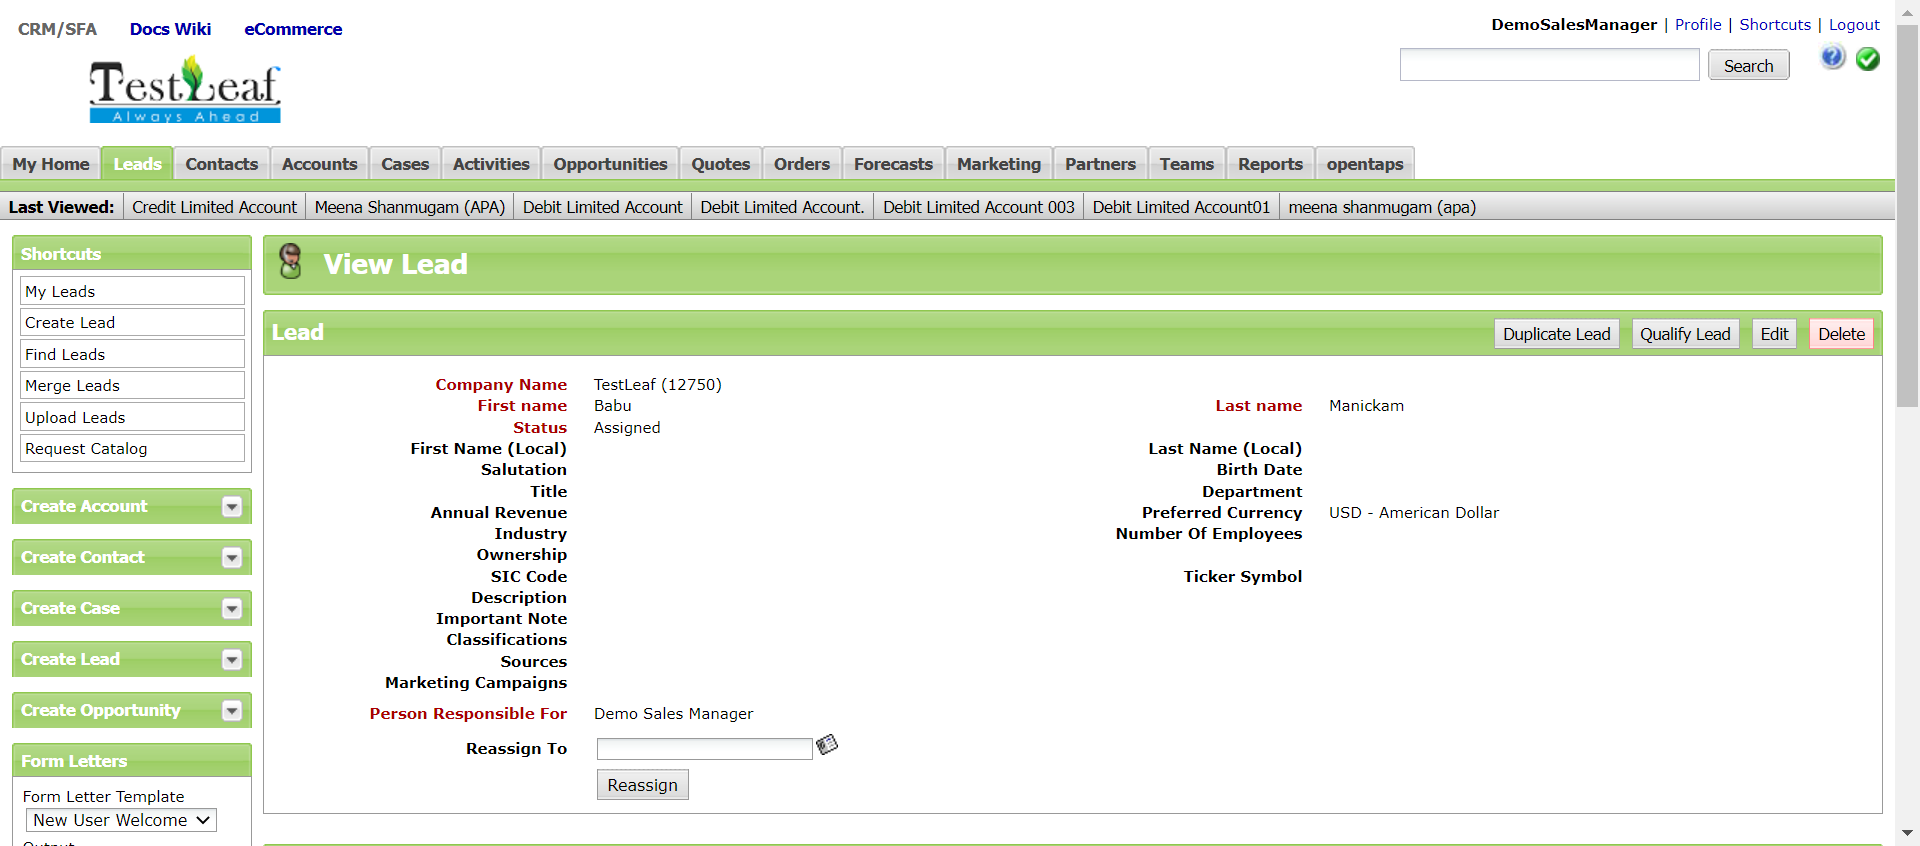 CRM/SFA Docs Wiki eCommerce
DemoSalesManager | Profile | Shortcuts | Logout
TestLeaf
Always Ahead
Search
My Home Leads Contacts Accounts Cases Activities Opportunities Quotes Orders Forecasts Marketing Partners Teams Reports opentaps
Last Viewed: Credit Limited Account Meena Shanmugam (APA) Debit Limited Account Debit Limited Account. Debit Limited Account 003 Debit Limited Account01 meena shanmugam (apa)
Shortcuts
My Leads
Create Lead
Find Leads
Merge Leads
Upload Leads
Request Catalog
Create Account
Create Contact
Create Case
Create Lead
Create Opportunity
Form Letters
Form Letter Template
New User Welcome
View Lead
Lead
Duplicate Lead Qualify Lead Edit Delete
Company Name TestLeaf (12750)
First name Babu Last name Manickam
Status Assigned
First Name (Local) Last Name (Local)
Salutation Birth Date
Title Department
Annual Revenue Preferred Currency USD - American Dollar
Industry Number Of Employees
Ownership
SIC Code Ticker Symbol
Description
Important Note
Classifications
Sources
Marketing Campaigns
Person Responsible For Demo Sales Manager
Reassign To
Reassign